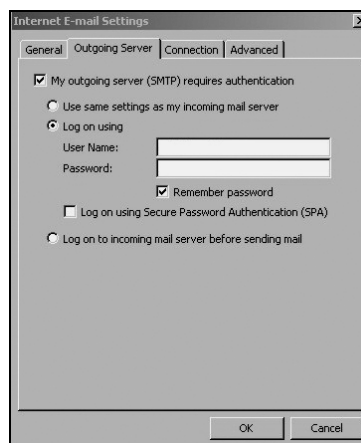 Internet E-mail Settings
General Outgoing Server Connection Advanced
My outgoing server (SMTP) requires authentication
Use same settings as my incoming mail server
Log on using
User Name:
Password:
Remember password
Log on using Secure Password Authentication (SPA)
Log on to incoming mail server before sending mail
OK Cancel